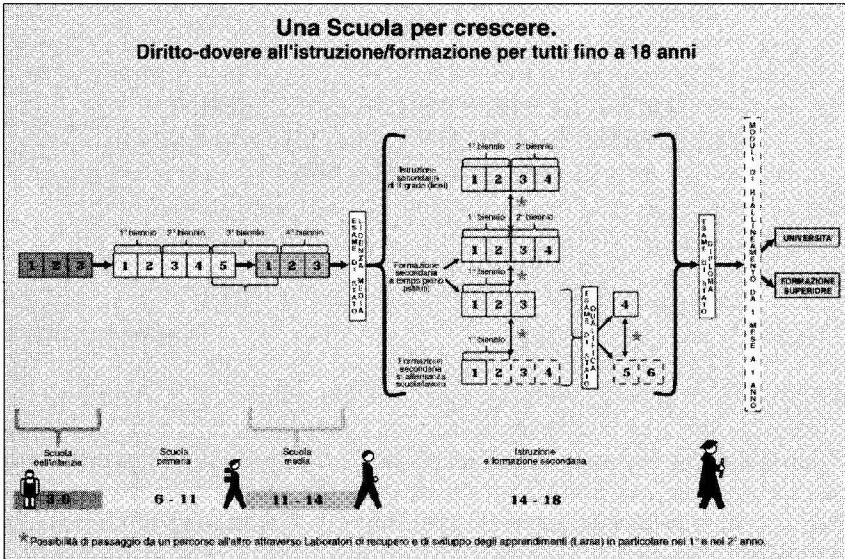 Una Scuola per crescere.
Diritto-dovere all'istruzione/formazione per tutti fino a 18 anni
1° biennio 2° biennio
Istruzione
secondaria
di II grado (licei)
1 2 3 4
1° biennio 2° biennio 3° biennio 4° biennio
1 2 3 1 2 3 4 5 1 2 3
ESAME DI STATO
LICENZA MEDIA
1° biennio 2° biennio
1 2 3 4
Formazione
secondaria
a tempo pieno
(istituti)
1° biennio
1 2 3
1° biennio
Formazione
secondaria
in alternanza
scuola/lavoro
1 2 3 4
ESAME DI STATO
QUALIFICA
4
5 6
ESAME DI STATO
DIPLOMA
MODULI DI RIALLINEAMENTO DA 1 MESE A 1 ANNO
UNIVERSITÀ
FORMAZIONE
SUPERIORE
Scuola
dell'infanzia
3-6
Scuola
primaria
6 - 11
Scuola
media
11 - 14
Istruzione
e formazione secondaria
14 - 18
* Possibilità di passaggio da un percorso all'altro attraverso Laboratori di recupero e di sviluppo degli apprendimenti (Larsa) in particolare nel 1° e nel 2° anno.